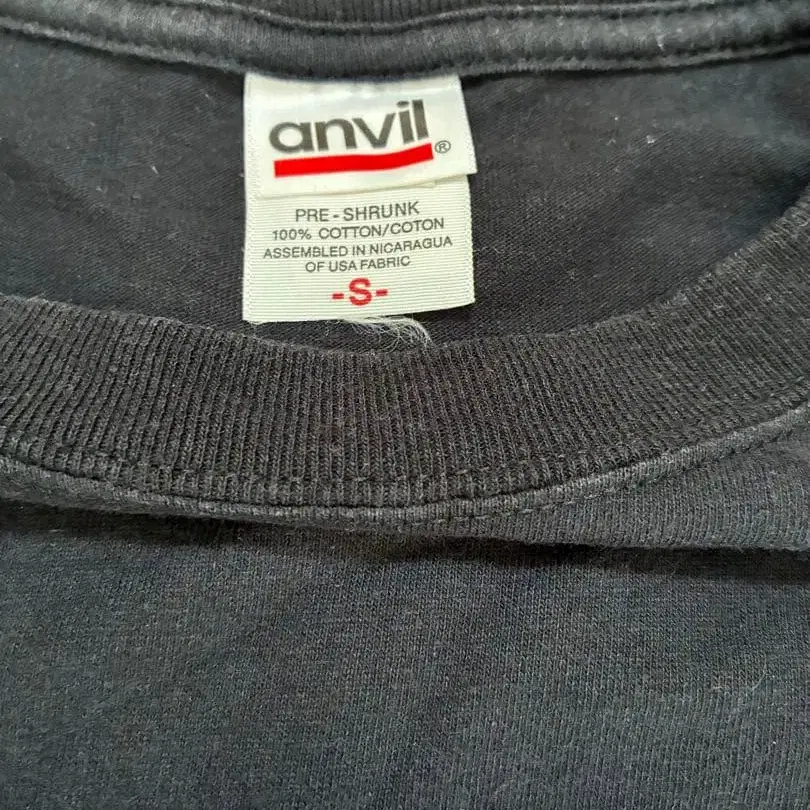 anvil®
PRE-SHRUNK
100% COTTON/COTON
ASSEMBLED IN NICARAGUA
OF USA FABRIC
-S-